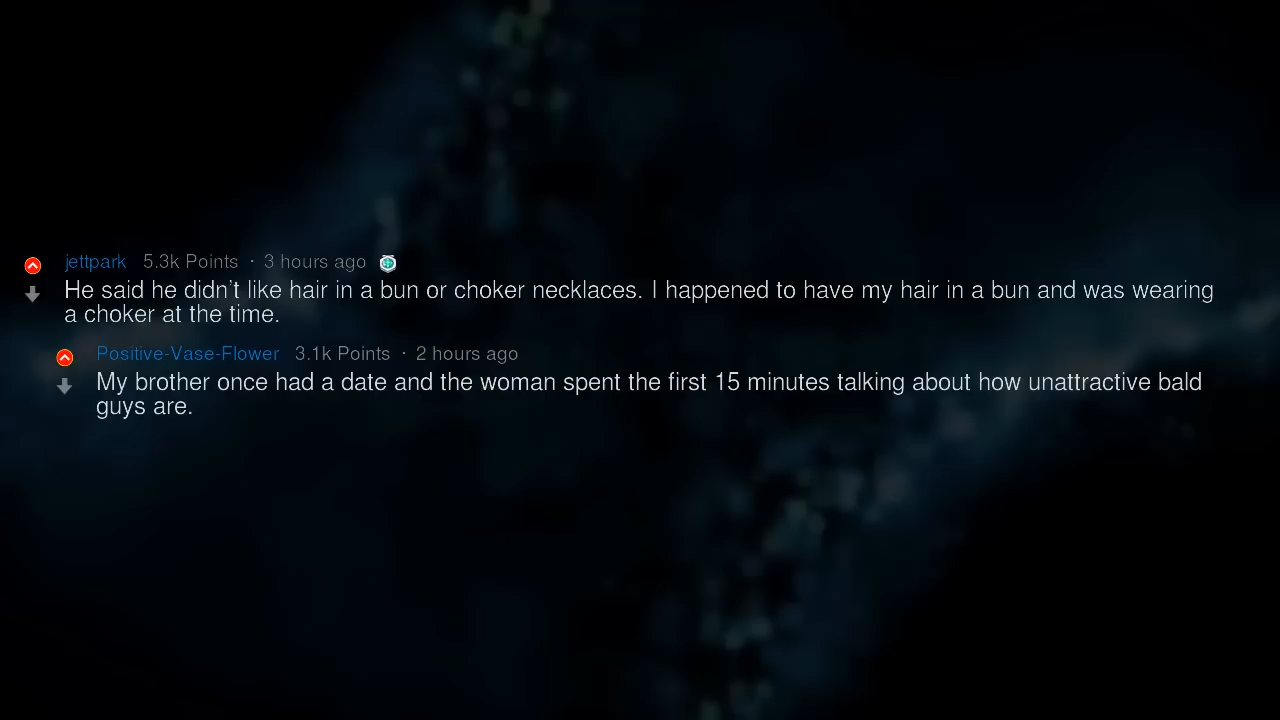 jettpark 5.3k Points · 3 hours ago
He said he didn't like hair in a bun or choker necklaces. I happened to have my hair in a bun and was wearing
a choker at the time.
Positive-Vase-Flower 3.1k Points · 2 hours ago
My brother once had a date and the woman spent the first 15 minutes talking about how unattractive bald
guys are.